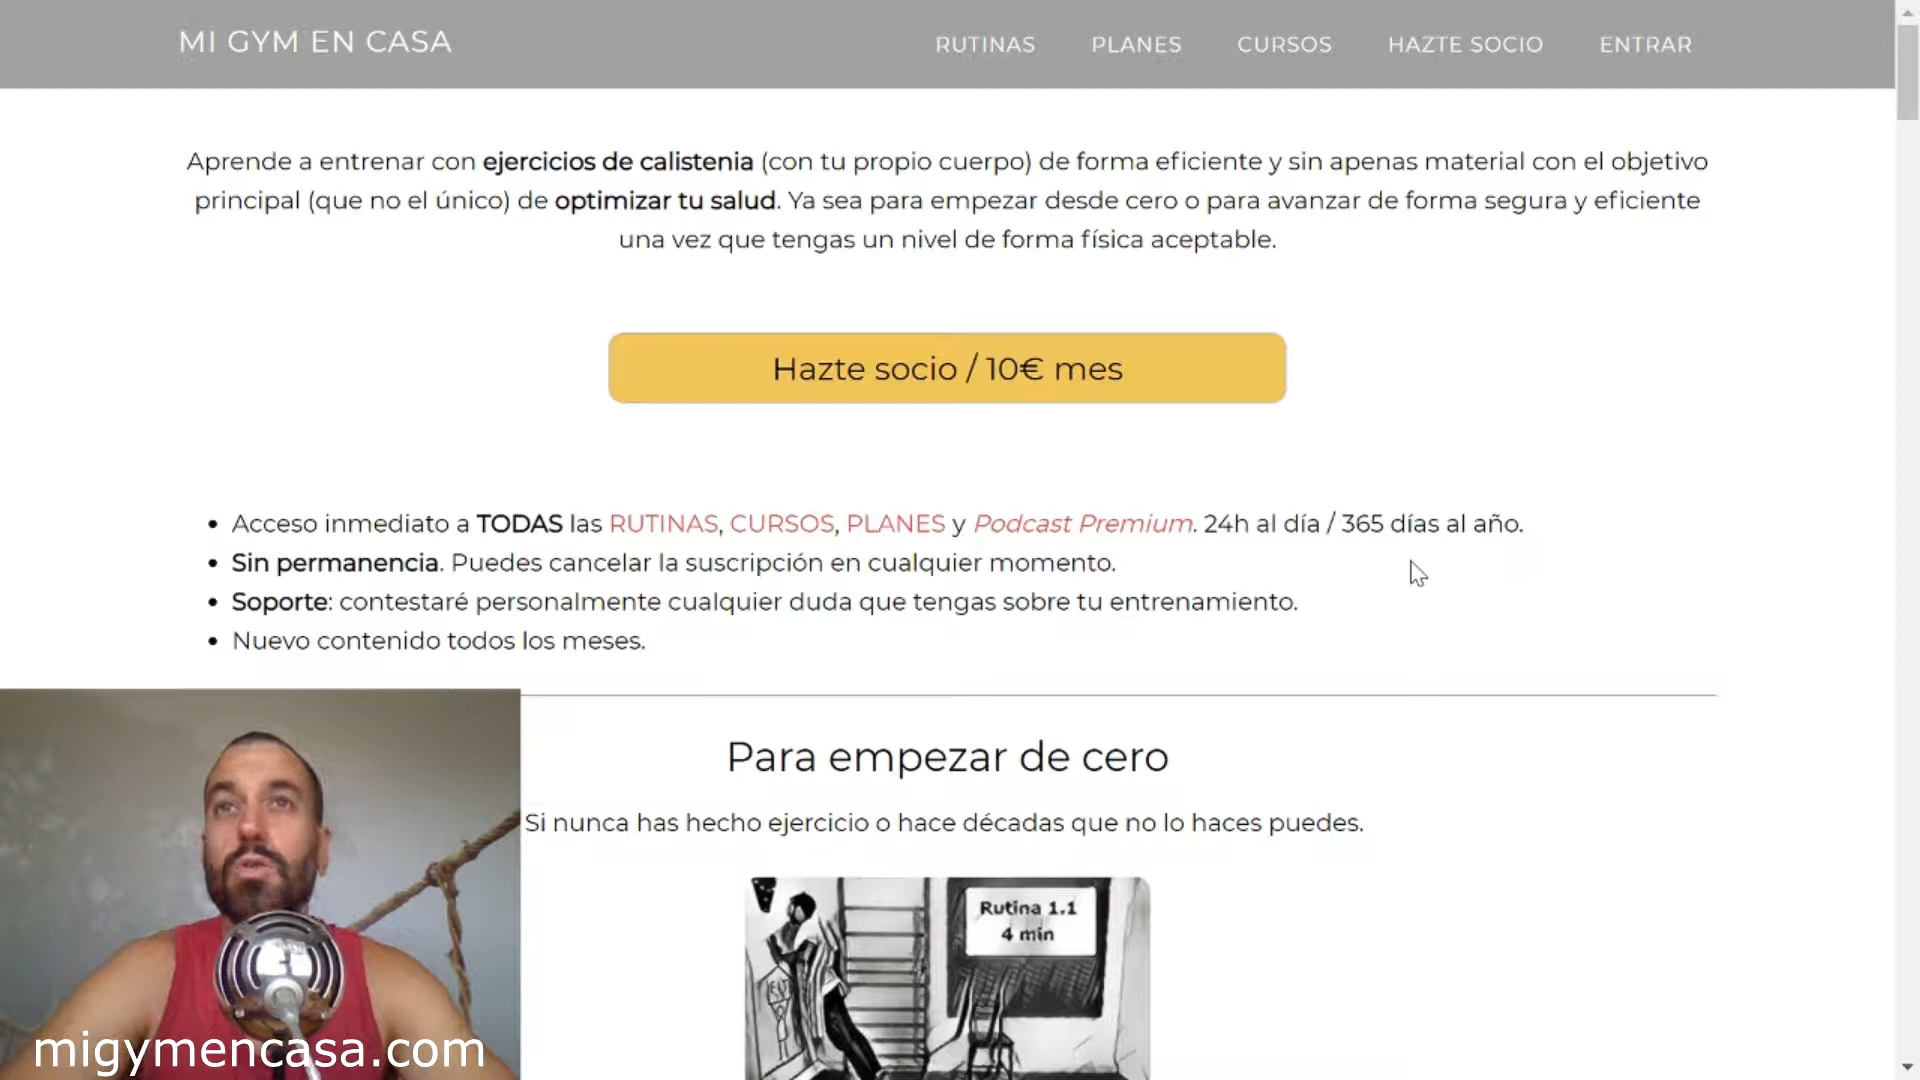 MI GYM EN CASA
RUTINAS PLANES CURSOS HAZTE SOCIO ENTRAR
Aprende a entrenar con ejercicios de calistenia (con tu propio cuerpo) de forma eficiente y sin apenas material con el objetivo
principal (que no el único) de optimizar tu salud. Ya sea para empezar desde cero o para avanzar de forma segura y eficiente
una vez que tengas un nivel de forma física aceptable.
Hazte socio / 10€ mes
• Acceso inmediato a TODAS las RUTINAS, CURSOS, PLANES y Podcast Premium. 24h al día / 365 días al año.
• Sin permanencia. Puedes cancelar la suscripción en cualquier momento.
• Soporte: contestaré personalmente cualquier duda que tengas sobre tu entrenamiento.
• Nuevo contenido todos los meses.
Para empezar de cero
Si nunca has hecho ejercicio o hace décadas que no lo haces puedes.
Rutina 1.1
4 min
migymencasa.com